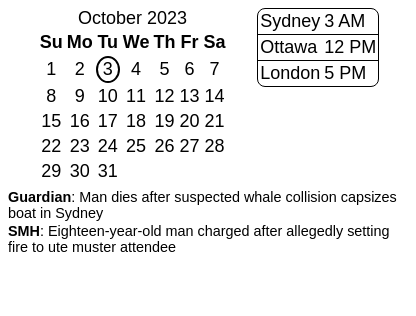 October 2023
Su Mo Tu We Th Fr Sa
1 2 3 4 5 6 7
8 9 10 11 12 13 14
15 16 17 18 19 20 21
22 23 24 25 26 27 28
29 30 31
Sydney 3 AM
Ottawa 12 PM
London 5 PM
Guardian: Man dies after suspected whale collision capsizes
boat in Sydney
SMH: Eighteen-year-old man charged after allegedly setting
fire to ute muster attendee